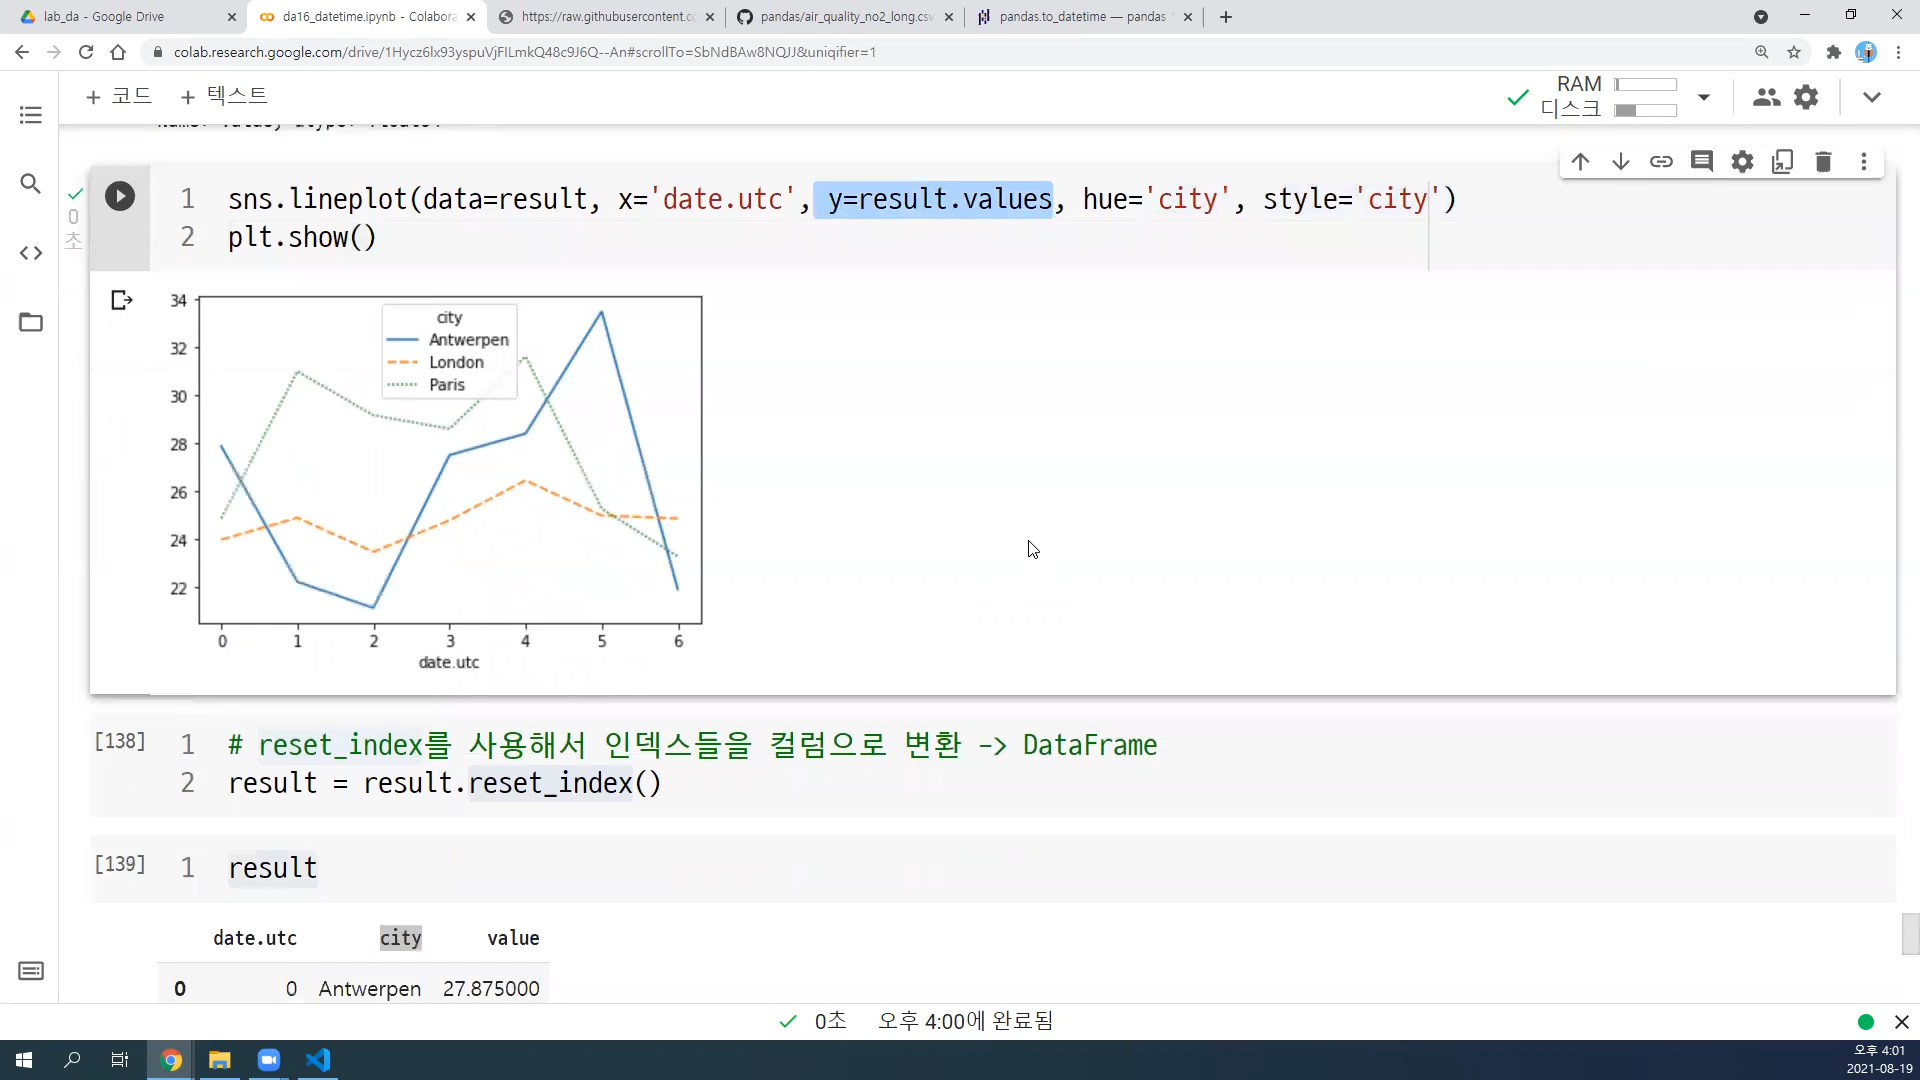 lab_da - Google Drive
da16_datetime.ipynb - Colabora
https://raw.githubusercontent.co
pandas/air_quality_no2_long.csv
pandas.to_datetime — pandas
colab.research.google.com/drive/1Hycz6lx93yspuVjFILmkQ48c9J6Q--An#scrollTo=SbNdBAw8NQJJ&uniqifier=1
+ 코드 + 텍스트
RAM
디스크
0
초
1 sns.lineplot(data=result, x='date.utc', y=result.values, hue='city', style='city')
2 plt.show()
34
32
30
28
26
24
22
city
Antwerpen
London
Paris
0 1 2 3 4 5 6
date.utc
[138] 1 # reset_index를 사용해서 인덱스들을 컬럼으로 변환 -> DataFrame
2 result = result.reset_index()
[139] 1 result
date.utc city value
0 0 Antwerpen 27.875000
0초 오후 4:00에 완료됨
오후 4:01
2021-08-19